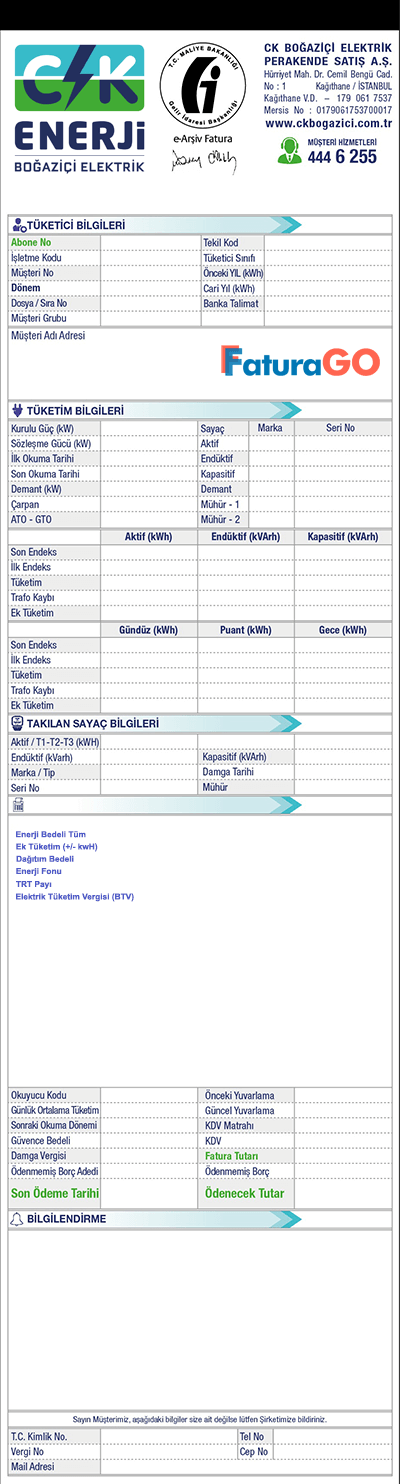 CK
ENERJi
BOĞAZİÇİ ELEKTRİK
T.C. MALİYE BAKANLIĞI
Gelir İdaresi Başkanlığı
e-Arşiv Fatura
CK BOĞAZİÇİ ELEKTRİK
PERAKENDE SATIŞ A.Ş.
Hürriyet Mah. Dr. Cemil Bengü Cad.
No : 1 Kağıthane / İSTANBUL
Kağıthane V.D. – 179 061 7537
Mersis No : 0179061753700017
www.ckbogazici.com.tr
MÜŞTERİ HİZMETLERİ
444 6 255
TÜKETİCİ BİLGİLERİ
Abone No Tekil Kod
İşletme Kodu Tüketici Sınıfı
Müşteri No Önceki YIL (kWh)
Dönem Cari Yıl (kWh)
Dosya / Sıra No Banka Talimat
Müşteri Grubu
Müşteri Adı Adresi
FaturaGO
TÜKETİM BİLGİLERİ
Kurulu Güç (kW) Sayaç Marka Seri No
Sözleşme Gücü (kW) Aktif
İlk Okuma Tarihi Endüktif
Son Okuma Tarihi Kapasitif
Demant (kW) Demant
Çarpan Mühür - 1
ATO - GTO Mühür - 2
Aktif (kWh) Endüktif (kVArh) Kapasitif (kVArh)
Son Endeks
İlk Endeks
Tüketim
Trafo Kaybı
Ek Tüketim
Gündüz (kWh) Puant (kWh) Gece (kWh)
Son Endeks
İlk Endeks
Tüketim
Trafo Kaybı
Ek Tüketim
TAKILAN SAYAÇ BİLGİLERİ
Aktif / T1-T2-T3 (kWH)
Endüktif (kVarh) Kapasitif (kVArh)
Marka / Tip Damga Tarihi
Seri No Mühür
Enerji Bedeli Tüm
Ek Tüketim (+/- kwH)
Dağıtım Bedeli
Enerji Fonu
TRT Payı
Elektrik Tüketim Vergisi (BTV)
Okuyucu Kodu Önceki Yuvarlama
Günlük Ortalama Tüketim Güncel Yuvarlama
Sonraki Okuma Dönemi KDV Matrahı
Güvence Bedeli KDV
Damga Vergisi Fatura Tutarı
Ödenmemiş Borç Adedi Ödenmemiş Borç
Son Ödeme Tarihi Ödenecek Tutar
BİLGİLENDİRME
Sayın Müşterimiz, aşağıdaki bilgiler size ait değilse lütfen Şirketimize bildiriniz.
T.C. Kimlik No. Tel No
Vergi No Cep No
Mail Adresi